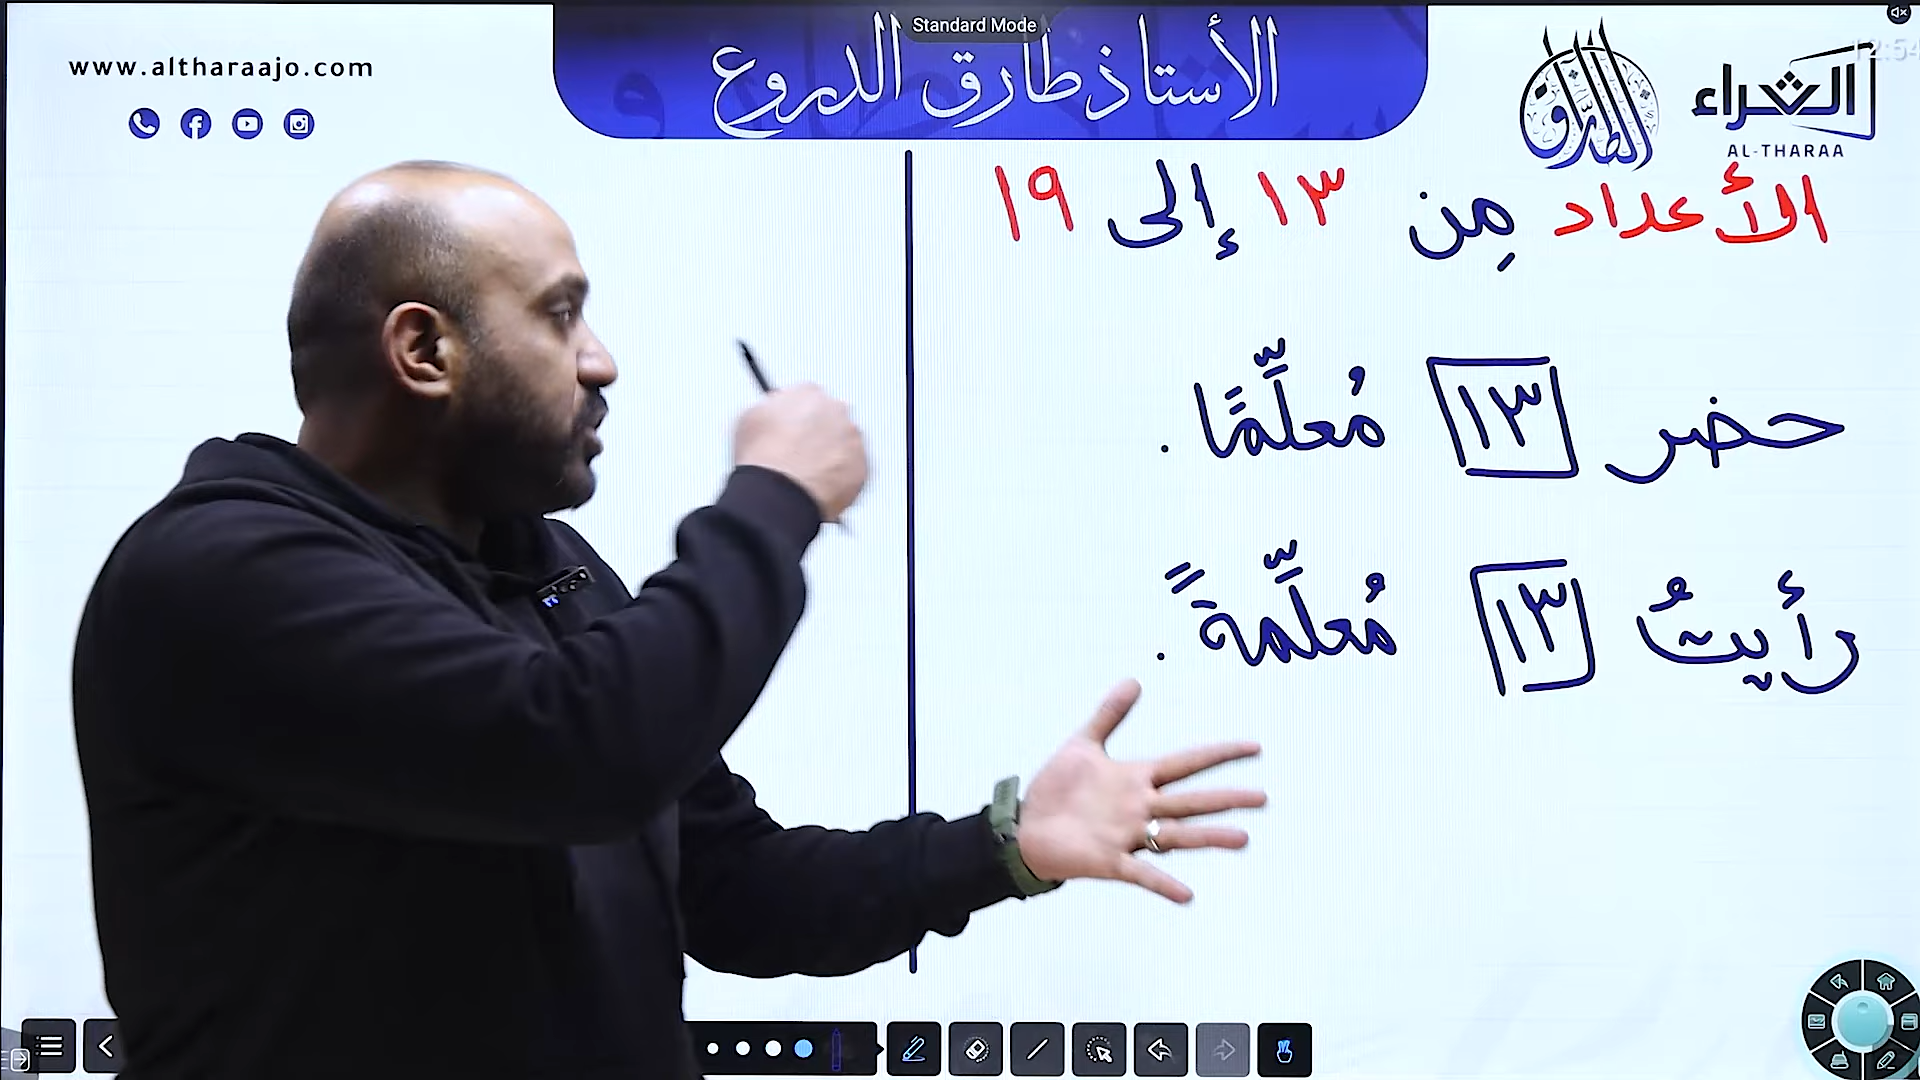 Standard Mode
www.altharaajo.com
الأستاذ طارق الدروع
الطارق
الثراء
AL-THARAA
الأعداد مِن ١٣ إلى ١٩
حضر ١٣ مُعلِّمًا.
رأيتُ ١٣ مُعلِّمةً.